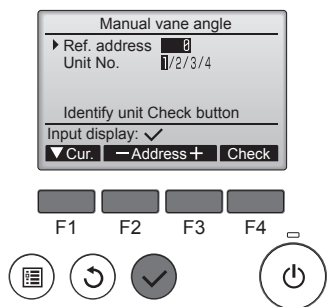 Manual vane angle
Ref. address 0
Unit No. 1/2/3/4
Identify unit Check button
Input display: ✓
▼Cur. −Address+ Check
F1 F2 F3 F4